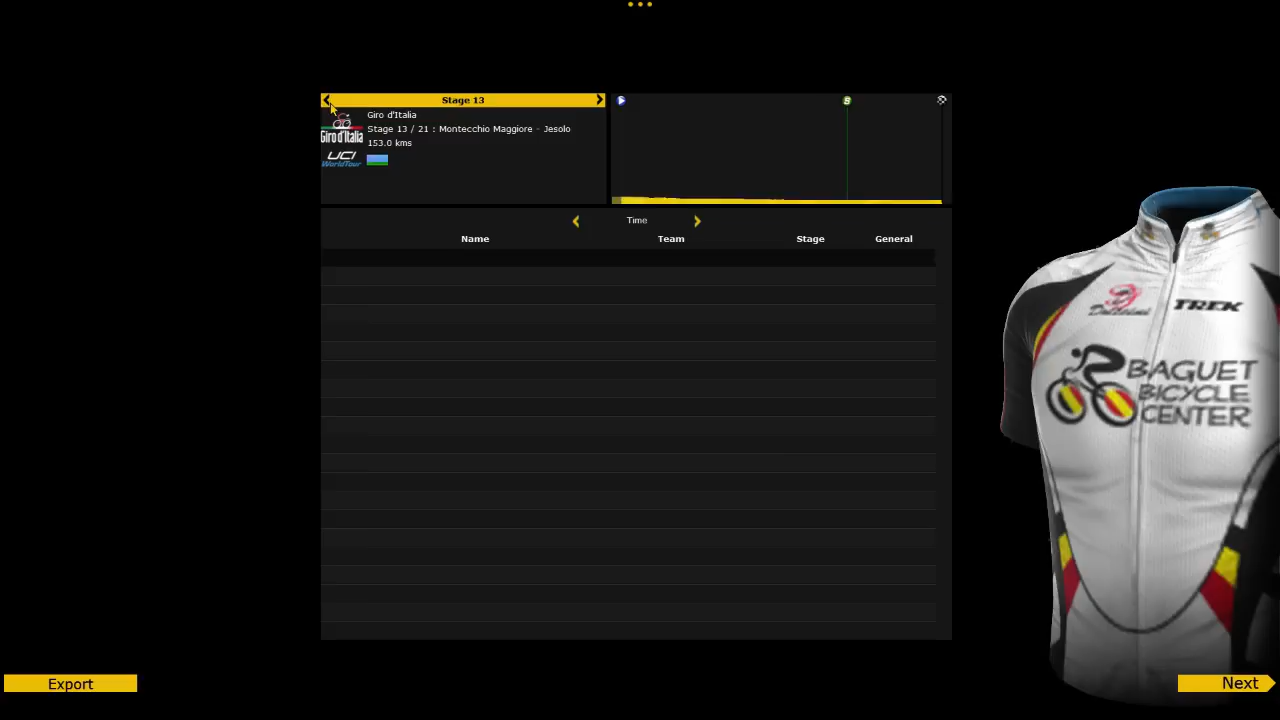 Stage 13
Giro d'Italia
Stage 13 / 21 : Montecchio Maggiore - Jesolo
153.0 kms
Giro d'Italia
UCI
WorldTour
S
Time
Name Team Stage General
TREK
BAGUET
BICYCLE
CENTER
Export
Next